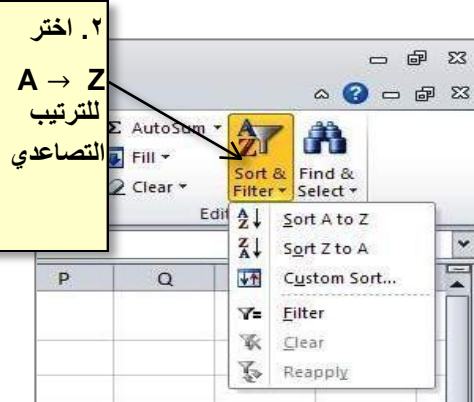 ٢. اختر
A → Z
للترتيب
التصاعدي
Σ AutoSum
Fill
Clear
Sort & Filter
Find & Select
Edit
Sort A to Z
Sort Z to A
Custom Sort...
Filter
Clear
Reapply
P Q